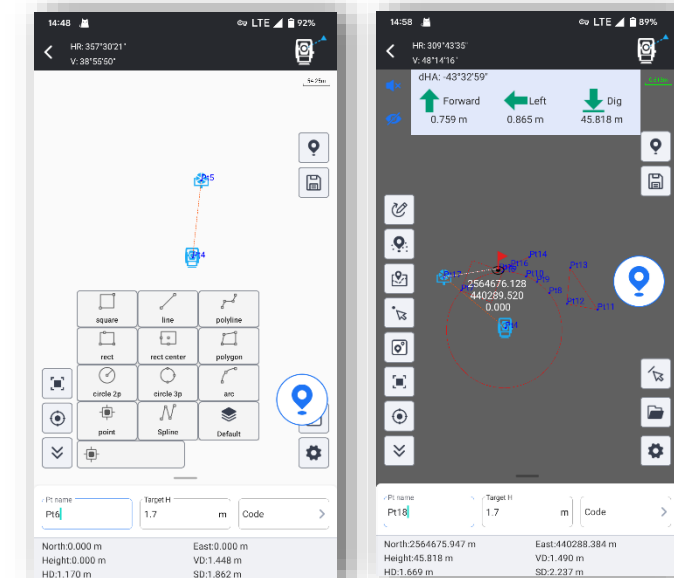 14:48
LTE 92%
HR: 357°30'21"
V: 38°55'50"
Pt5
Pt4
square
line
polyline
rect
rect center
polygon
circle 2p
circle 3p
arc
point
Spline
Default
Pt name
Pt6
Target H
1.7 m
Code
North:0.000 m
East:0.000 m
Height:0.000 m
VD:1.448 m
HD:1.170 m
SD:1.862 m
14:58
LTE 89%
HR: 309°43'35"
V: 48°14'16"
dHA: -43°32'59"
Forward
Left
Dig
0.759 m
0.865 m
45.818 m
Pt14
Pt16
Pt13
Pt10
Pt9
Pt8
Pt12
Pt11
2564676.128
440289.520
0.000
Pt4
Pt name
Pt18
Target H
1.7 m
Code
North:2564675.947 m
East:440288.384 m
Height:45.818 m
VD:1.490 m
HD:1.669 m
SD:2.237 m